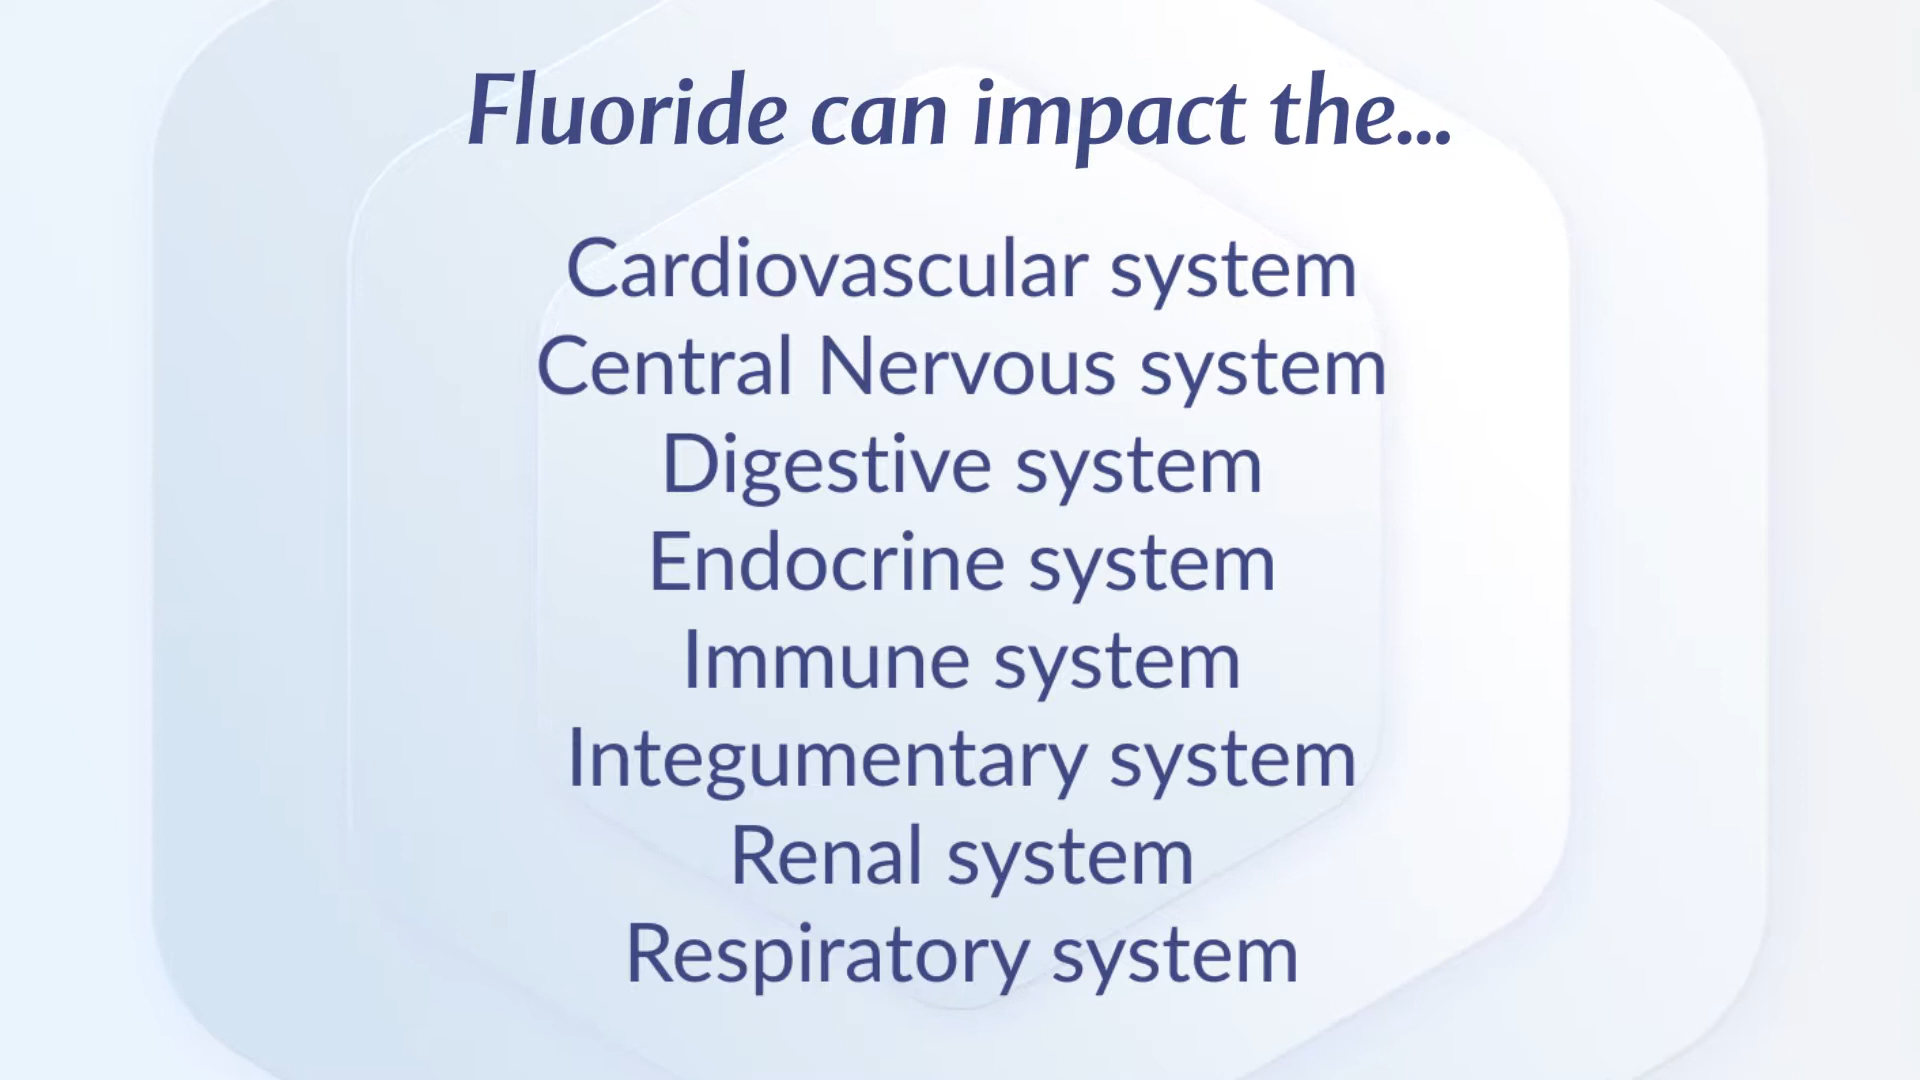 Fluoride can impact the...
Cardiovascular system
Central Nervous system
Digestive system
Endocrine system
Immune system
Integumentary system
Renal system
Respiratory system